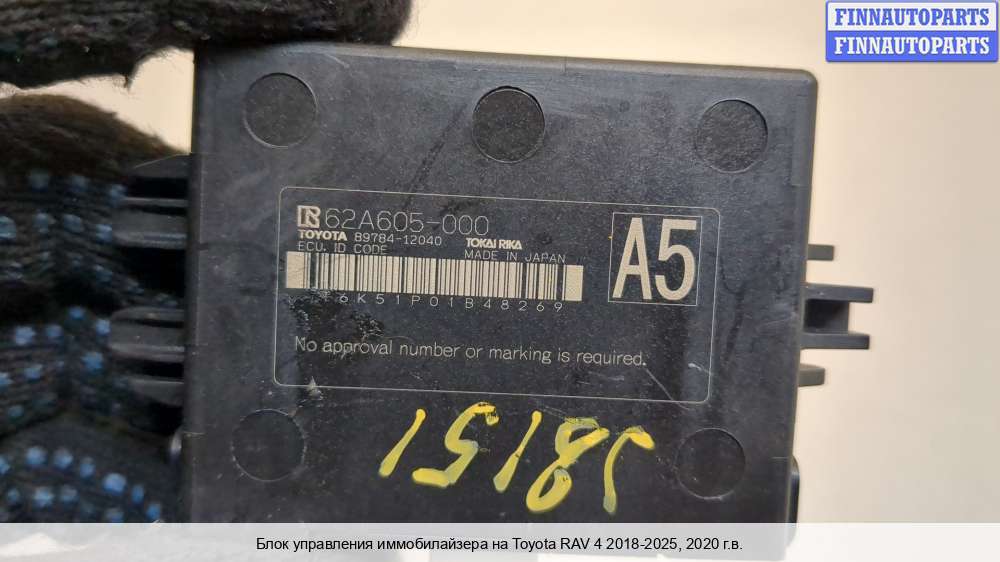 FINNAUTOPARTS
FINNAUTOPARTS
62A605-000
TOYOTA 89784-12040 TOKAI RIKA
ECU. ID CODE MADE IN JAPAN
A5
6K51P01B48269
No approval number or marking is required.
Блок управления иммобилайзера на Toyota RAV 4 2018-2025, 2020 г.в.